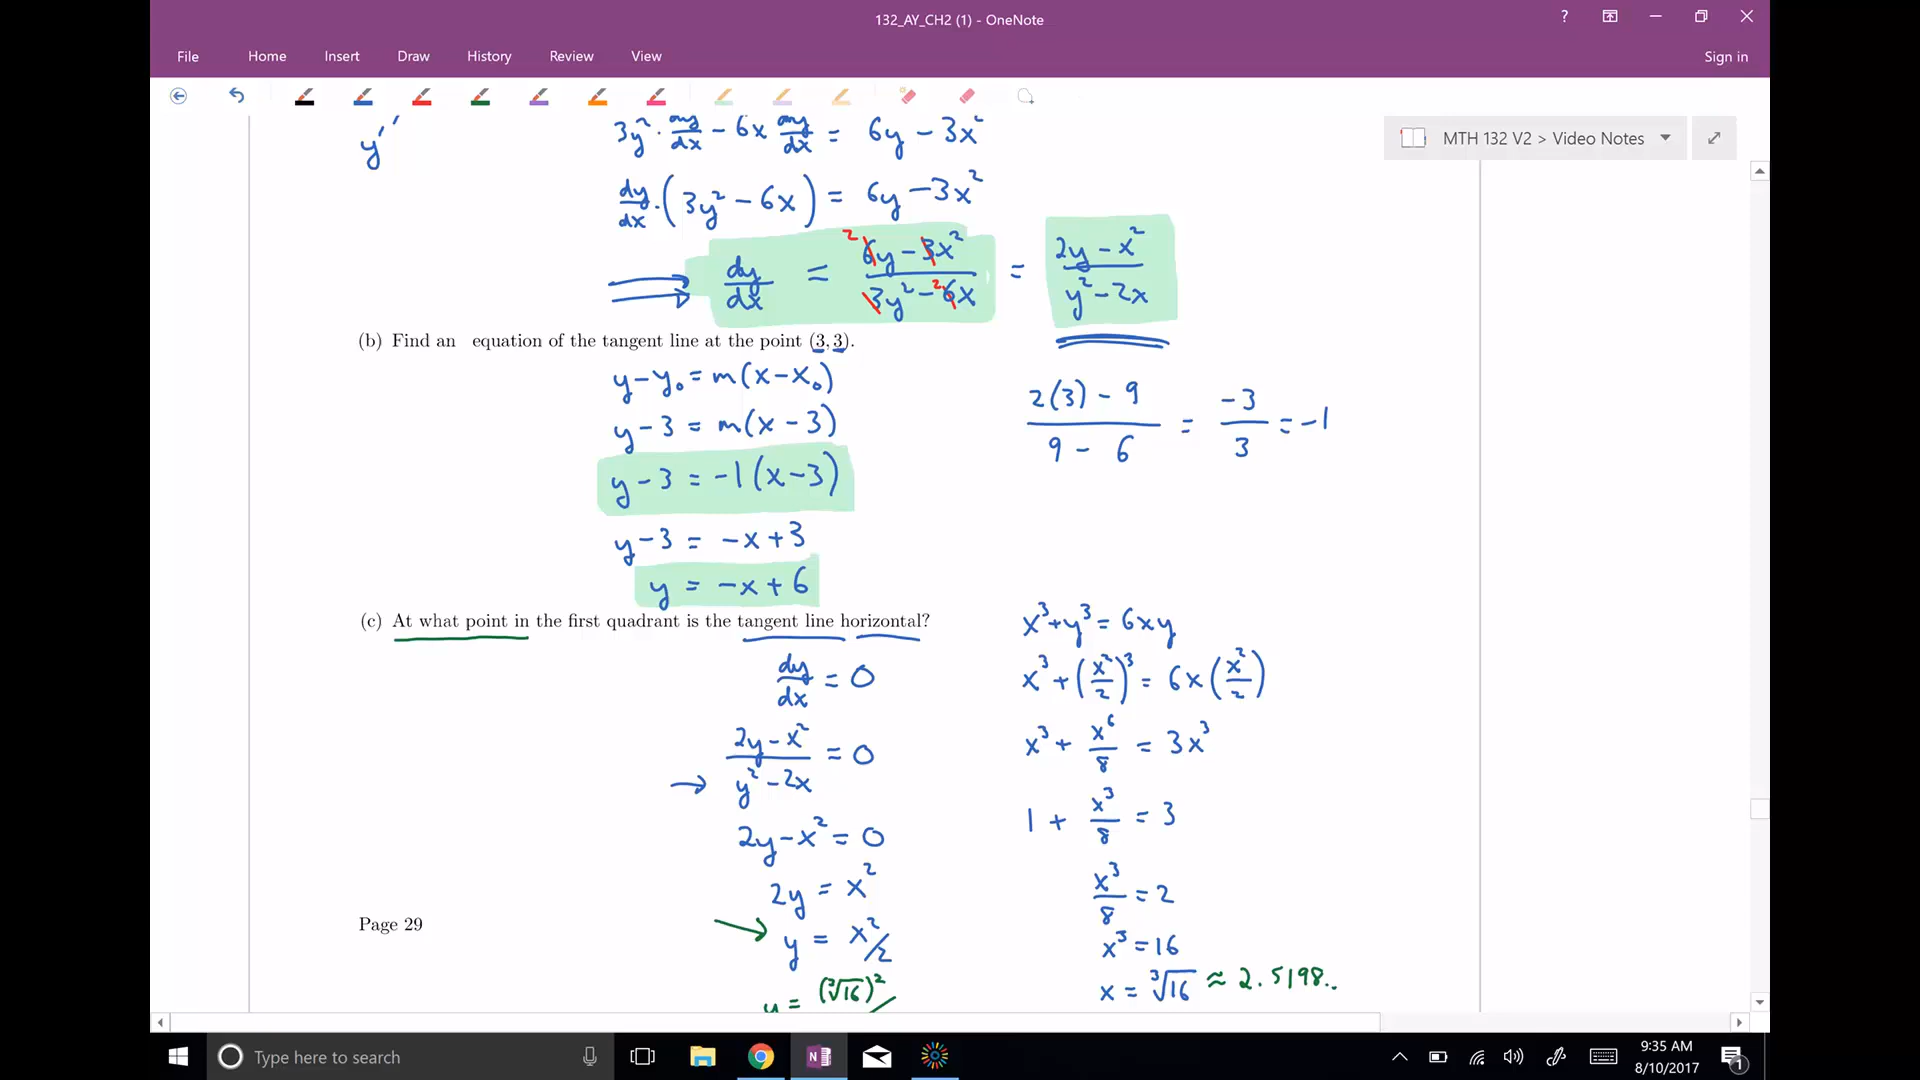 132_AY_CH2 (1) - OneNote
?
File Home Insert Draw History Review View Sign in
MTH 132 V2 > Video Notes
y''
3y² · dy/dx − 6x dy/dx = 6y − 3x²
dy/dx · (3y² − 6x) = 6y − 3x²
dy/dx = (6y − 3x²)/(3y² − 6x) = (2y − x²)/(y² − 2x)
2
2
(b) Find an equation of the tangent line at the point (3, 3).
y − y₀ = m(x − x₀)
y − 3 = m(x − 3)
y − 3 = −1(x − 3)
y − 3 = −x + 3
y = −x + 6
(2(3) − 9)/(9 − 6) = −3/3 = −1
(c) At what point in the first quadrant is the tangent line horizontal?
dy/dx = 0
(2y − x²)/(y² − 2x) = 0
2y − x² = 0
2y = x²
y = x²/2
y = (∛16)²/
x³ + y³ = 6xy
x³ + (x²/2)³ = 6x(x²/2)
x³ + x⁶/8 = 3x³
1 + x³/8 = 3
x³/8 = 2
x³ = 16
x = ∛16 ≈ 2.5198..
Page 29
Type here to search
9:35 AM
8/10/2017
1